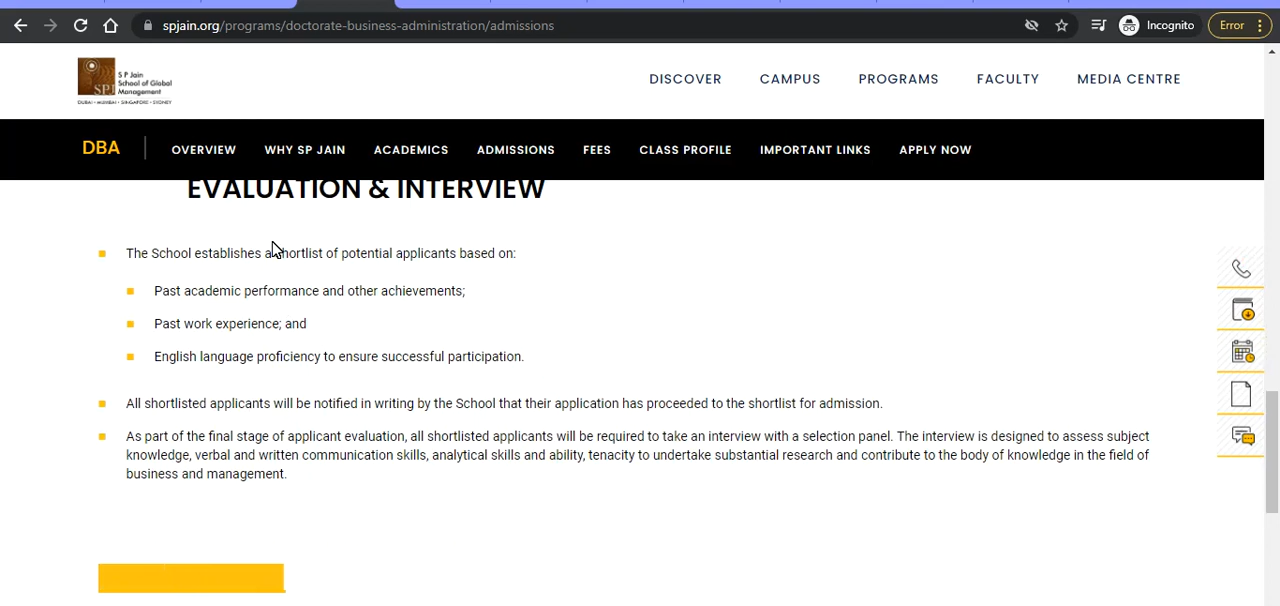 spjain.org/programs/doctorate-business-administration/admissions
Incognito
Error
SPJ
S P Jain
School of Global
Management
DUBAI • MUMBAI • SINGAPORE • SYDNEY
DISCOVER
CAMPUS
PROGRAMS
FACULTY
MEDIA CENTRE
DBA
OVERVIEW
WHY SP JAIN
ACADEMICS
ADMISSIONS
FEES
CLASS PROFILE
IMPORTANT LINKS
APPLY NOW
EVALUATION & INTERVIEW
The School establishes a shortlist of potential applicants based on:
Past academic performance and other achievements;
Past work experience; and
English language proficiency to ensure successful participation.
All shortlisted applicants will be notified in writing by the School that their application has proceeded to the shortlist for admission.
As part of the final stage of applicant evaluation, all shortlisted applicants will be required to take an interview with a selection panel. The interview is designed to assess subject
knowledge, verbal and written communication skills, analytical skills and ability, tenacity to undertake substantial research and contribute to the body of knowledge in the field of
business and management.